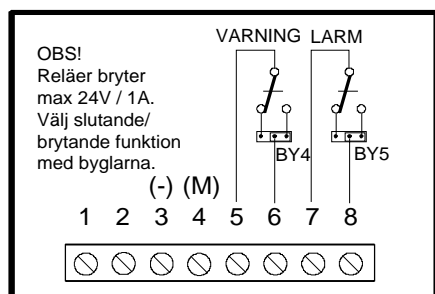 VARNING LARM
OBS!
Reläer bryter
max 24V / 1A.
Välj slutande/
brytande funktion
med byglarna.
BY4 BY5
(-) (M)
1 2 3 4 5 6 7 8